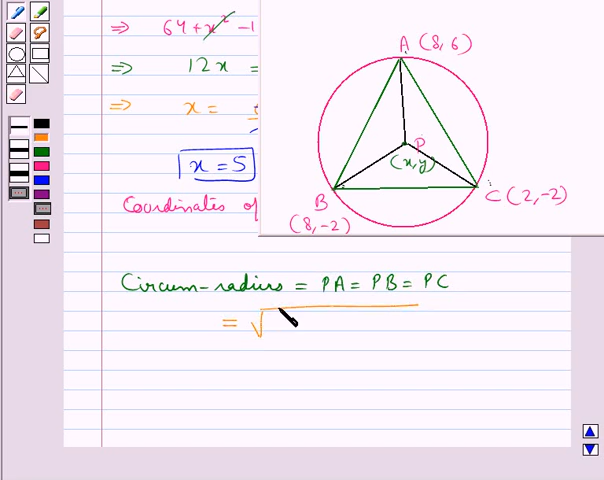 ⇒ 64 + x² - 1
⇒ 12x =
⇒ x =
x = 5
Coordinates of
A (8, 6)
P
(x, y)
B
(8, -2)
C (2, -2)
Circum-radius = PA = PB = PC
= √